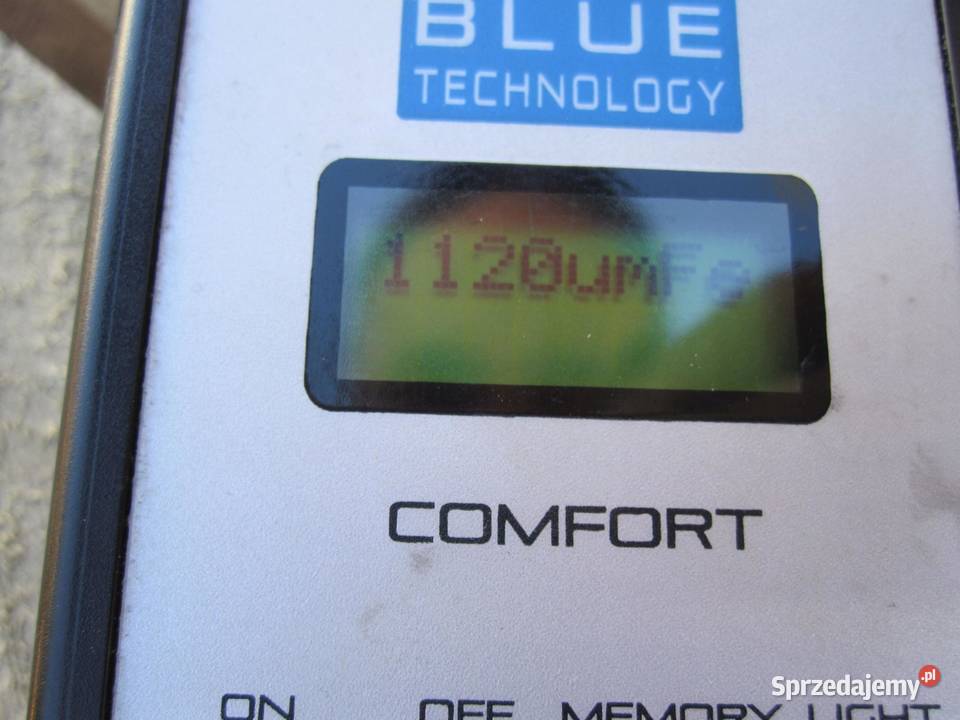 BLUE
TECHNOLOGY
1120umFe
COMFORT
ON OFF MEMORY LIGHT
Sprzedajemy.pl